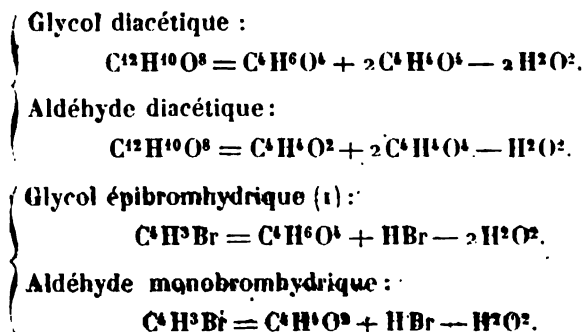 Glycol diacétique :
C¹²H¹⁰O⁸ = C⁴H⁶O⁴ + 2C⁴H⁴O⁴ — 2H²O².
Aldéhyde diacétique :
C¹²H¹⁰O⁸ = C⁴H⁴O² + 2C⁴H⁴O⁴ — H²O².
Glycol épibromhydrique (1) :
C⁴H³Br = C⁴H⁶O⁴ + HBr — 2H²O².
Aldéhyde monobromhydrique :
C⁴H³Br = C⁴H⁴O² + HBr — H²O².